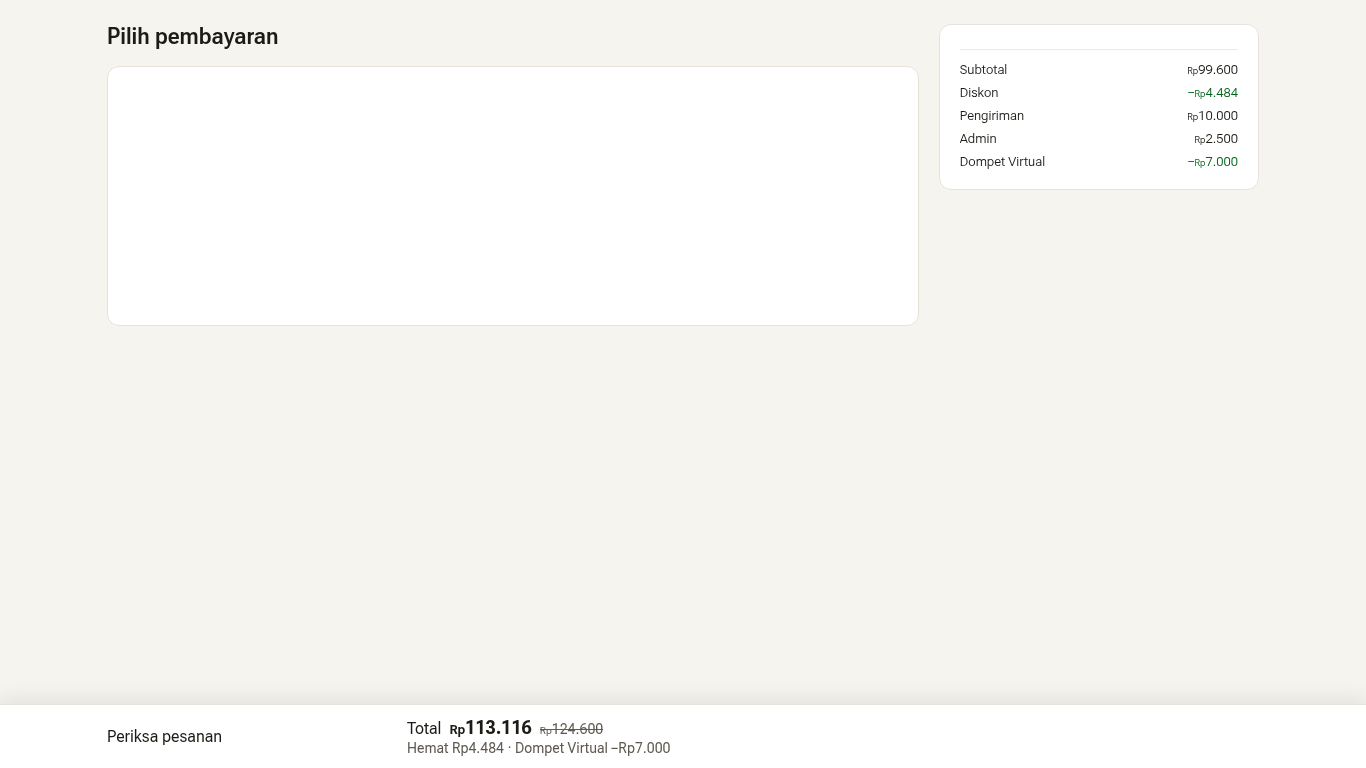 Pilih pembayaran
Subtotal Rp99.600
Diskon −Rp4.484
Pengiriman Rp10.000
Admin Rp2.500
Dompet Virtual −Rp7.000
Periksa pesanan
Total Rp113.116 Rp124.600
Hemat Rp4.484 · Dompet Virtual −Rp7.000